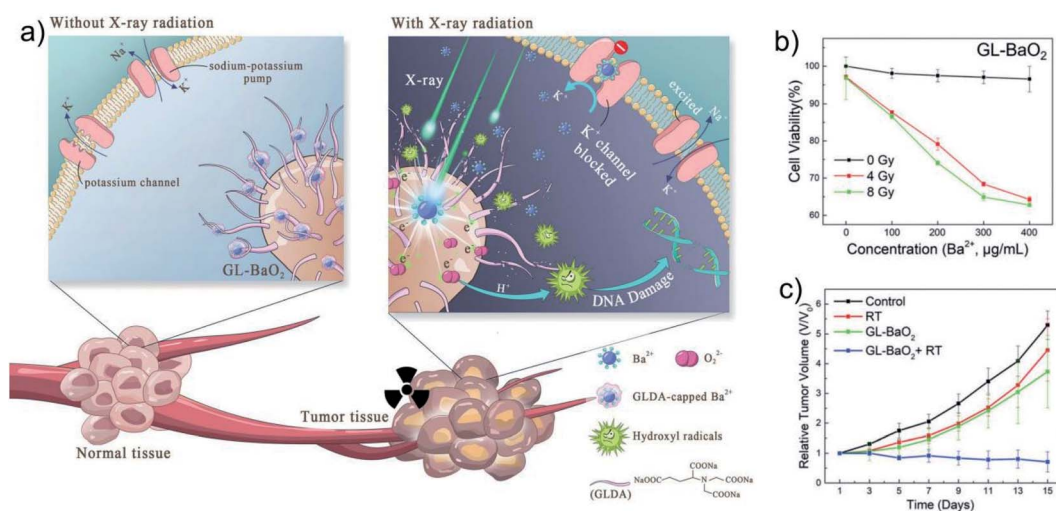 a)
Without X-ray radiation
Na⁺
K⁺
sodium-potassium
pump
K⁺
potassium channel
GL-BaO₂
With X-ray radiation
X-ray
K⁺
K⁺ channel
blocked
excited
Na⁺
K⁺
e⁻
e⁻
e⁻
e⁻
H⁺
DNA Damage
Normal tissue
Tumor tissue
Ba²⁺
O₂²⁻
GLDA-capped Ba²⁺
Hydroxyl radicals
(GLDA)
NaOOC
COONa
N
COONa
COONa
b)
GL-BaO₂
Cell Viability(%)
100
90
80
70
60
0 Gy
4 Gy
8 Gy
0
100
200
300
400
Concentration (Ba²⁺, µg/mL)
c)
Relative Tumor Volume (V/V₀)
6
5
4
3
2
1
0
Control
RT
GL-BaO₂
GL-BaO₂+ RT
1
3
5
7
9
11
13
15
Time (Days)